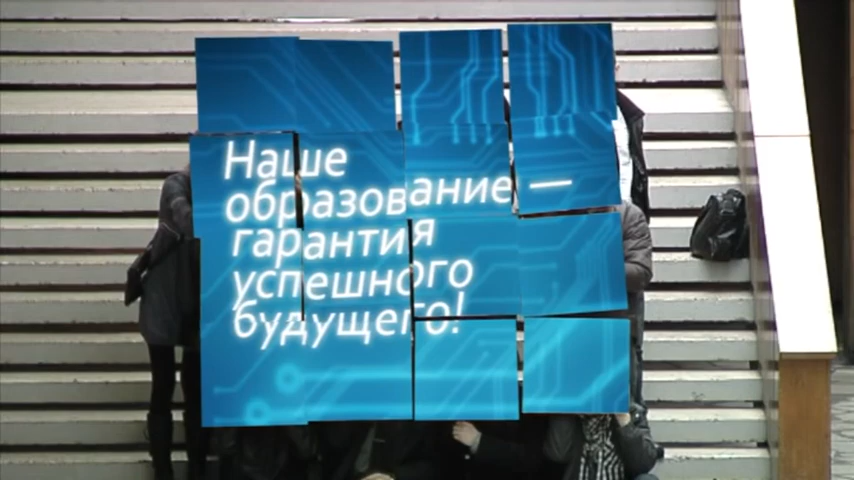 Наше
образование —
гарантия
успешного
будущего!